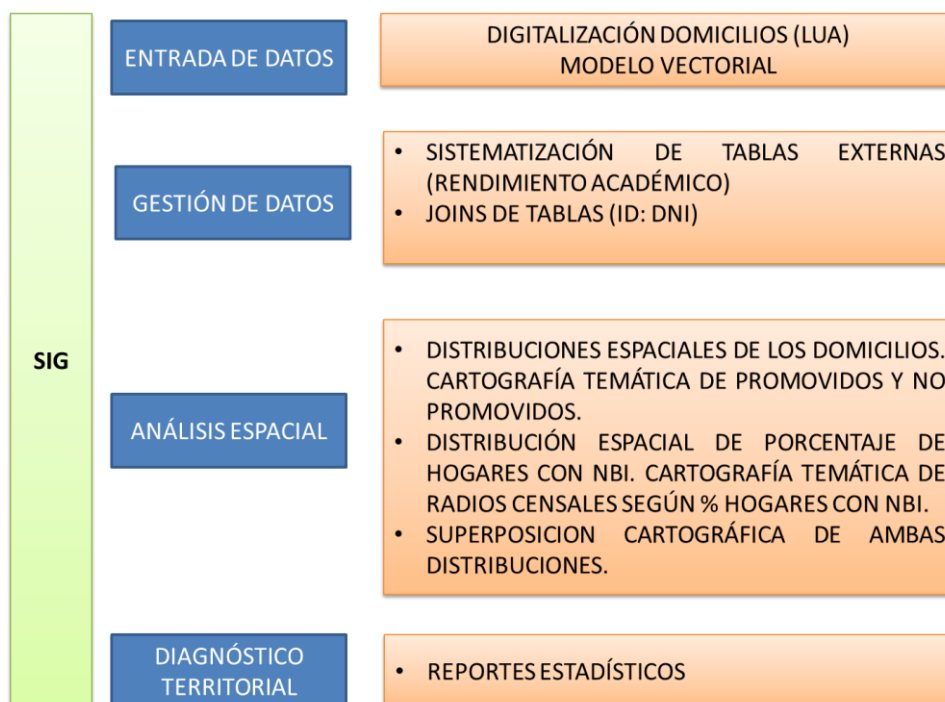 ENTRADA DE DATOS
DIGITALIZACIÓN DOMICILIOS (LUA)
MODELO VECTORIAL
GESTIÓN DE DATOS
• SISTEMATIZACIÓN DE TABLAS EXTERNAS
(RENDIMIENTO ACADÉMICO)
• JOINS DE TABLAS (ID: DNI)
SIG
ANÁLISIS ESPACIAL
• DISTRIBUCIONES ESPACIALES DE LOS DOMICILIOS.
CARTOGRAFÍA TEMÁTICA DE PROMOVIDOS Y NO
PROMOVIDOS.
• DISTRIBUCIÓN ESPACIAL DE PORCENTAJE DE
HOGARES CON NBI. CARTOGRAFÍA TEMÁTICA DE
RADIOS CENSALES SEGÚN % HOGARES CON NBI.
• SUPERPOSICION CARTOGRÁFICA DE AMBAS
DISTRIBUCIONES.
DIAGNÓSTICO
TERRITORIAL
• REPORTES ESTADÍSTICOS